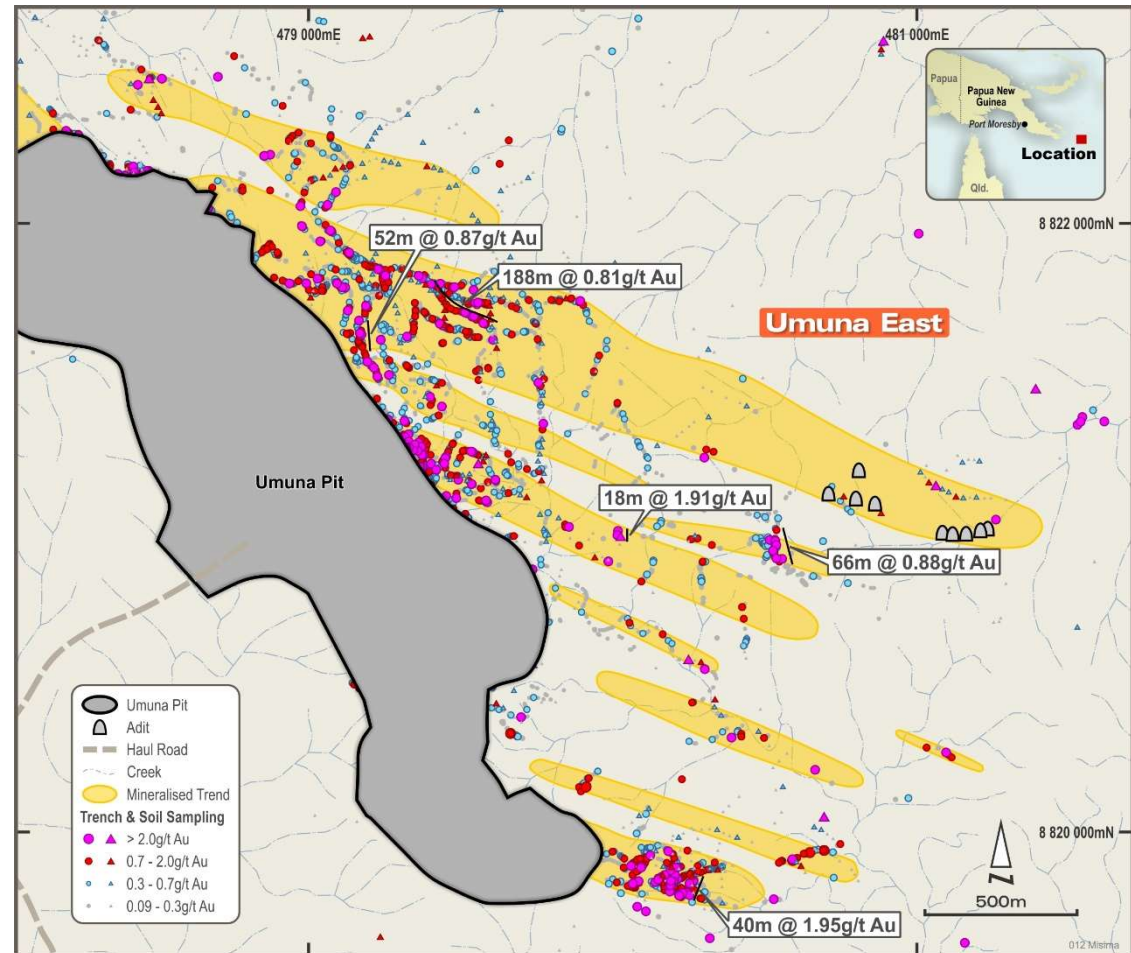 479 000mE
481 000mE
Papua
Papua New
Guinea
Port Moresby
Location
Qld.
8 822 000mN
52m @ 0.87g/t Au
188m @ 0.81g/t Au
Umuna East
Umuna Pit
18m @ 1.91g/t Au
66m @ 0.88g/t Au
Umuna Pit
Adit
Haul Road
Creek
Mineralised Trend
Trench & Soil Sampling
> 2.0g/t Au
0.7 - 2.0g/t Au
0.3 - 0.7g/t Au
0.09 - 0.3g/t Au
8 820 000mN
N
500m
40m @ 1.95g/t Au
012 Misima